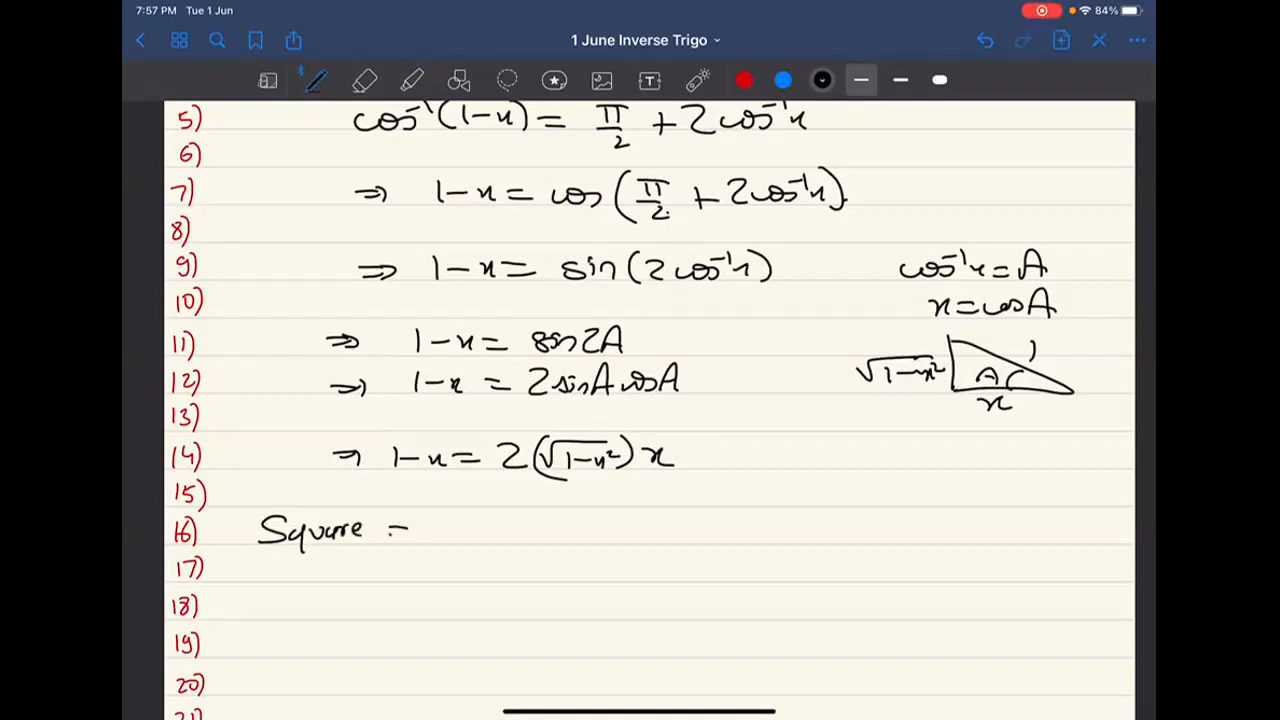 7:57 PM Tue 1 Jun 84%
1 June Inverse Trigo
5) cos⁻¹(1-x) = π/2 + 2cos⁻¹x
6)
7) ⇒ 1-x = cos(π/2 + 2cos⁻¹x)
8)
9) ⇒ 1-x = sin(2cos⁻¹x) cos⁻¹x = A
10) x = cosA
11) ⇒ 1-x = sin2A 1
12) ⇒ 1-x = 2sinAcosA √1-x² A
13) x
14) ⇒ 1-x = 2(√1-x²)x
15)
16) Square :-
17)
18)
19)
20)
21)